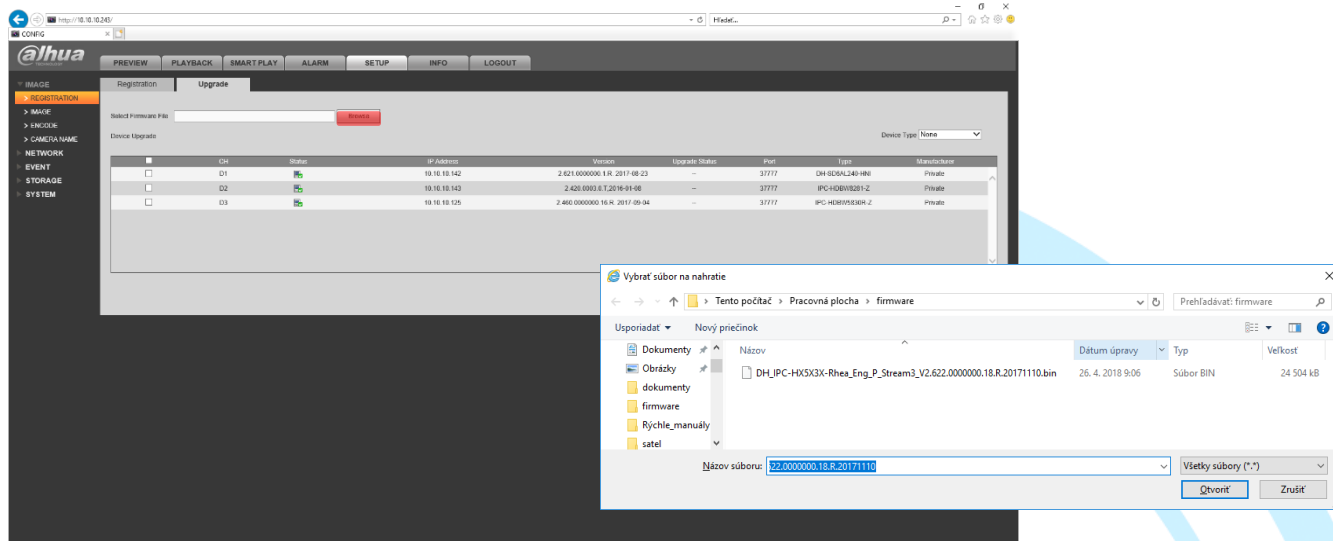 http://10.10.10.243/
Hľadať...
CONFIG
alhua
TECHNOLOGY
PREVIEW PLAYBACK SMART PLAY ALARM SETUP INFO LOGOUT
IMAGE
REGISTRATION
IMAGE
ENCODE
CAMERA NAME
NETWORK
EVENT
STORAGE
SYSTEM
Registration Upgrade
Select Firmware File Browse
Device Upgrade Device Type None
CH Status IP Address Version Upgrade Status Port Type Manufacturer
D1 10.10.10.142 2.621.0000000.1.R, 2017-08-23 -- 37777 DH-SD6AL240-HNI Private
D2 10.10.10.143 2.420.0003.0.T,2016-01-08 -- 37777 IPC-HDBW8281-Z Private
D3 10.10.10.125 2.460.0000000.16.R, 2017-09-04 -- 37777 IPC-HDBW5830R-Z Private
Vybrať súbor na nahratie
Tento počítač > Pracovná plocha > firmware
Prehľadávať: firmware
Usporiadať Nový priečinok
Dokumenty
Obrázky
dokumenty
firmware
Rýchle_manuály
satel
Názov Dátum úpravy Typ Veľkosť
DH_IPC-HX5X3X-Rhea_Eng_P_Stream3_V2.622.0000000.18.R.20171110.bin 26. 4. 2018 9:06 Súbor BIN 24 504 kB
Názov súboru: 622.0000000.18.R.20171110 Všetky súbory (*.*)
Otvoriť Zrušiť